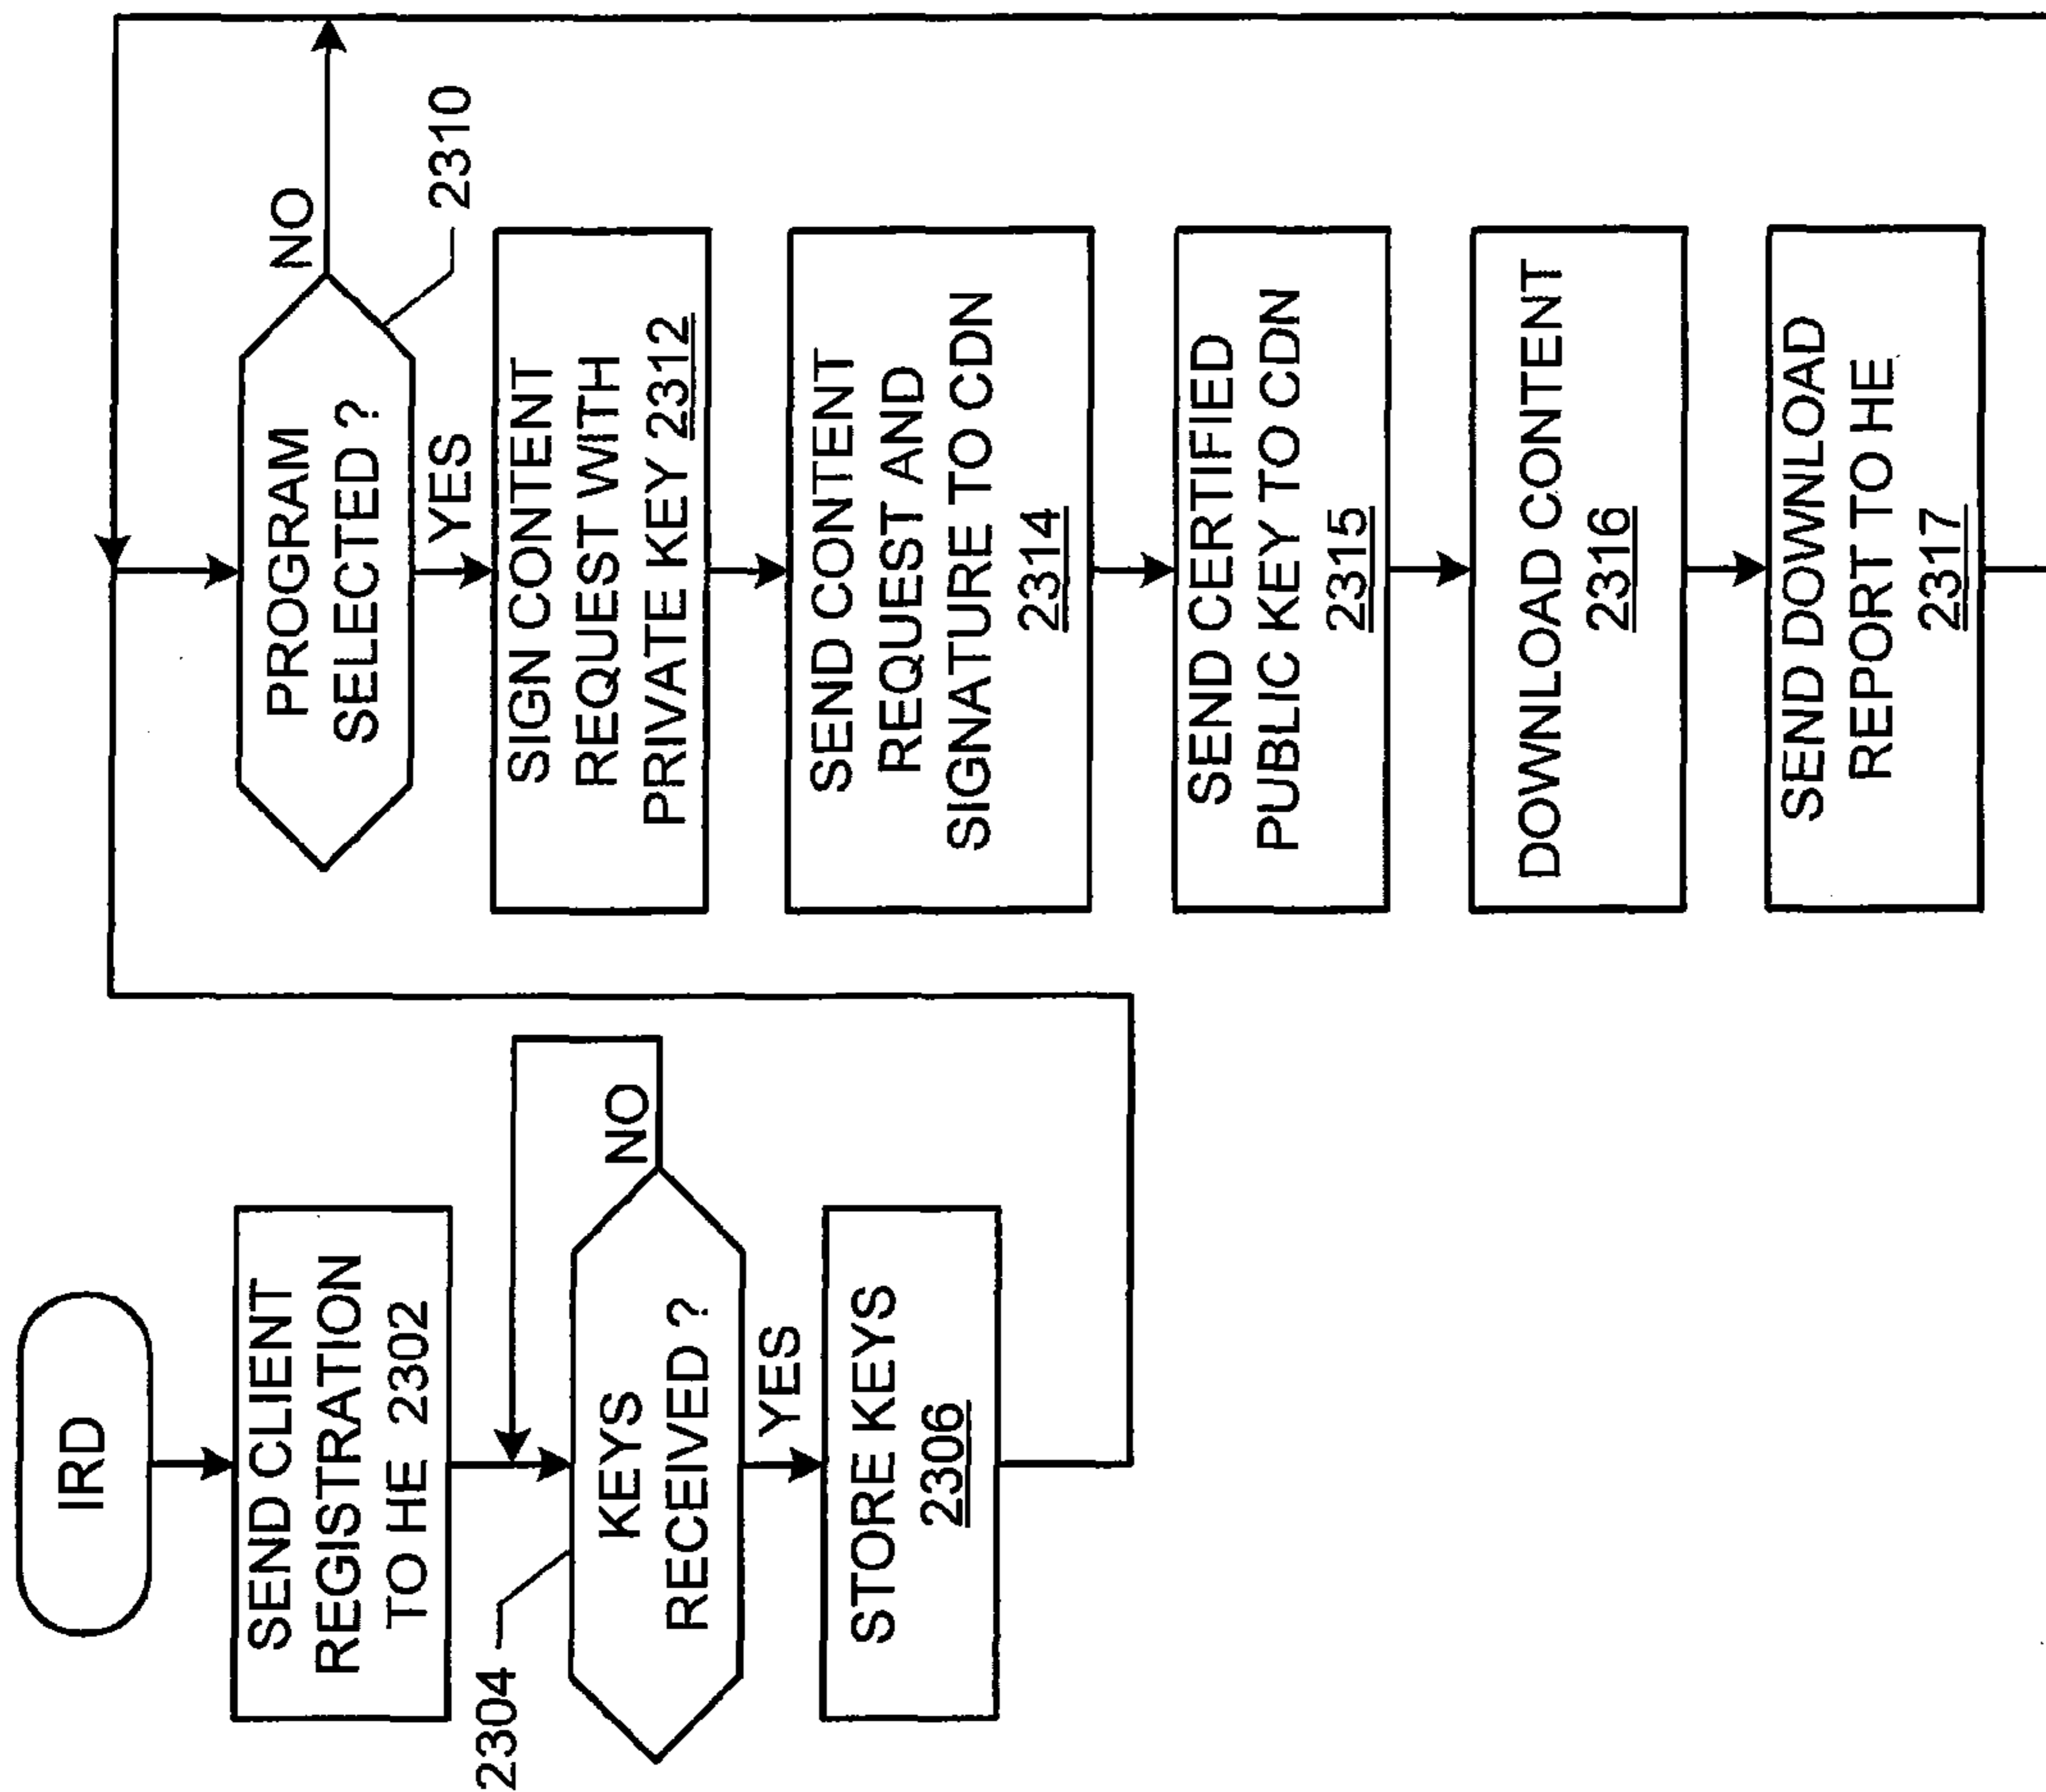 IRD
SEND CLIENT
REGISTRATION
TO HE 2302
2304
KEYS
RECEIVED ?
NO
YES
STORE KEYS
2306
PROGRAM
SELECTED ?
NO
2310
YES
SIGN CONTENT
REQUEST WITH
PRIVATE KEY 2312
SEND CONTENT
REQUEST AND
SIGNATURE TO CDN
2314
SEND CERTIFIED
PUBLIC KEY TO CDN
2315
DOWNLOAD CONTENT
2316
SEND DOWNLOAD
REPORT TO HE
2317